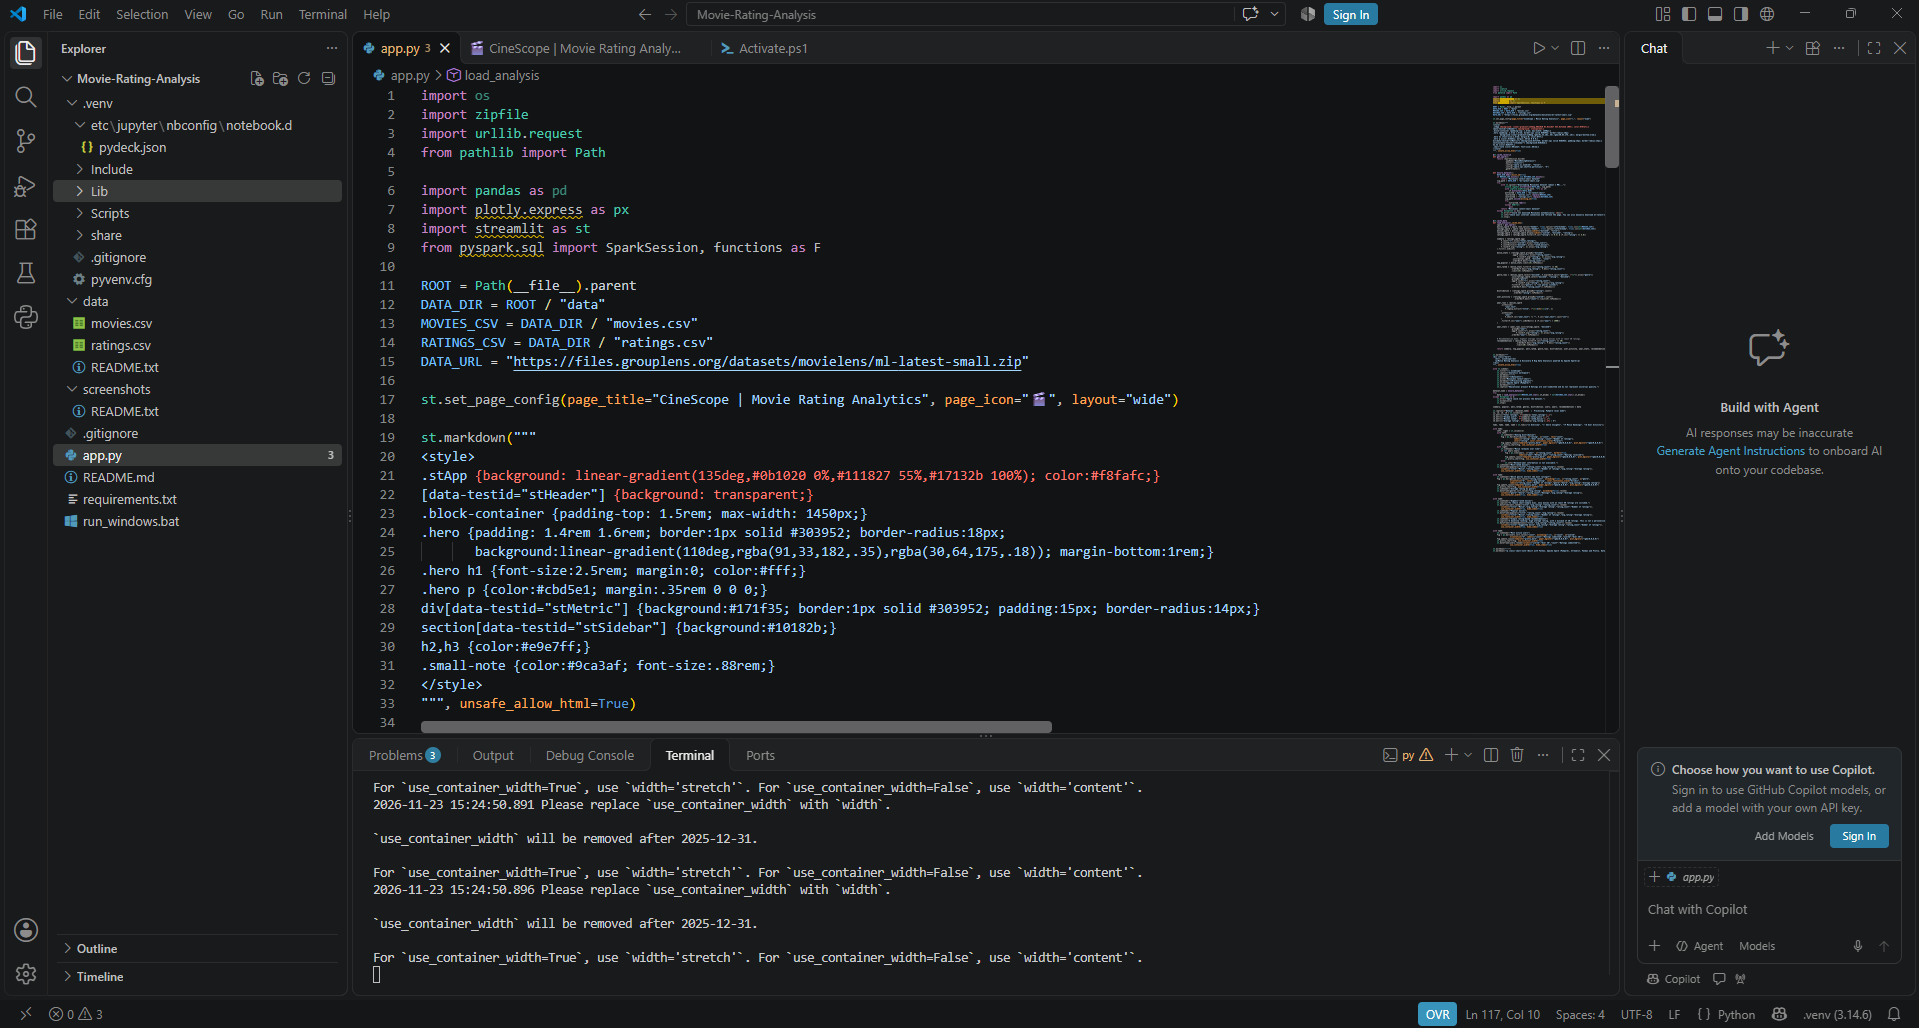 File Edit Selection View Go Run Terminal Help
Movie-Rating-Analysis
Sign In
Explorer
Movie-Rating-Analysis
.venv
etc\jupyter\nbconfig\notebook.d
{} pydeck.json
Include
Lib
Scripts
share
.gitignore
pyvenv.cfg
data
movies.csv
ratings.csv
README.txt
screenshots
README.txt
.gitignore
app.py 3
README.md
requirements.txt
run_windows.bat
Outline
Timeline
app.py 3
CineScope | Movie Rating Analy...
Activate.ps1
app.py > load_analysis
1 import os
2 import zipfile
3 import urllib.request
4 from pathlib import Path
5
6 import pandas as pd
7 import plotly.express as px
8 import streamlit as st
9 from pyspark.sql import SparkSession, functions as F
10
11 ROOT = Path(__file__).parent
12 DATA_DIR = ROOT / "data"
13 MOVIES_CSV = DATA_DIR / "movies.csv"
14 RATINGS_CSV = DATA_DIR / "ratings.csv"
15 DATA_URL = "https://files.grouplens.org/datasets/movielens/ml-latest-small.zip"
16
17 st.set_page_config(page_title="CineScope | Movie Rating Analytics", page_icon="🎬", layout="wide")
18
19 st.markdown("""
20 <style>
21 .stApp {background: linear-gradient(135deg,#0b1020 0%,#111827 55%,#17132b 100%); color:#f8fafc;}
22 [data-testid="stHeader"] {background: transparent;}
23 .block-container {padding-top: 1.5rem; max-width: 1450px;}
24 .hero {padding: 1.4rem 1.6rem; border:1px solid #303952; border-radius:18px;
25 background:linear-gradient(110deg,rgba(91,33,182,.35),rgba(30,64,175,.18)); margin-bottom:1rem;}
26 .hero h1 {font-size:2.5rem; margin:0; color:#fff;}
27 .hero p {color:#cbd5e1; margin:.35rem 0 0 0;}
28 div[data-testid="stMetric"] {background:#171f35; border:1px solid #303952; padding:15px; border-radius:14px;}
29 section[data-testid="stSidebar"] {background:#10182b;}
30 h2,h3 {color:#e9e7ff;}
31 .small-note {color:#9ca3af; font-size:.88rem;}
32 </style>
33 """, unsafe_allow_html=True)
34
Problems 3 Output Debug Console Terminal Ports
py
For `use_container_width=True`, use `width='stretch'`. For `use_container_width=False`, use `width='content'`.
2026-11-23 15:24:50.891 Please replace `use_container_width` with `width`.
`use_container_width` will be removed after 2025-12-31.
For `use_container_width=True`, use `width='stretch'`. For `use_container_width=False`, use `width='content'`.
2026-11-23 15:24:50.896 Please replace `use_container_width` with `width`.
`use_container_width` will be removed after 2025-12-31.
For `use_container_width=True`, use `width='stretch'`. For `use_container_width=False`, use `width='content'`.
Chat
Build with Agent
AI responses may be inaccurate
Generate Agent Instructions to onboard AI
onto your codebase.
Choose how you want to use Copilot.
Sign in to use GitHub Copilot models, or
add a model with your own API key.
Add Models Sign In
app.py
Chat with Copilot
Agent Models
Copilot
0 3
OVR Ln 117, Col 10 Spaces: 4 UTF-8 LF {} Python .venv (3.14.6)